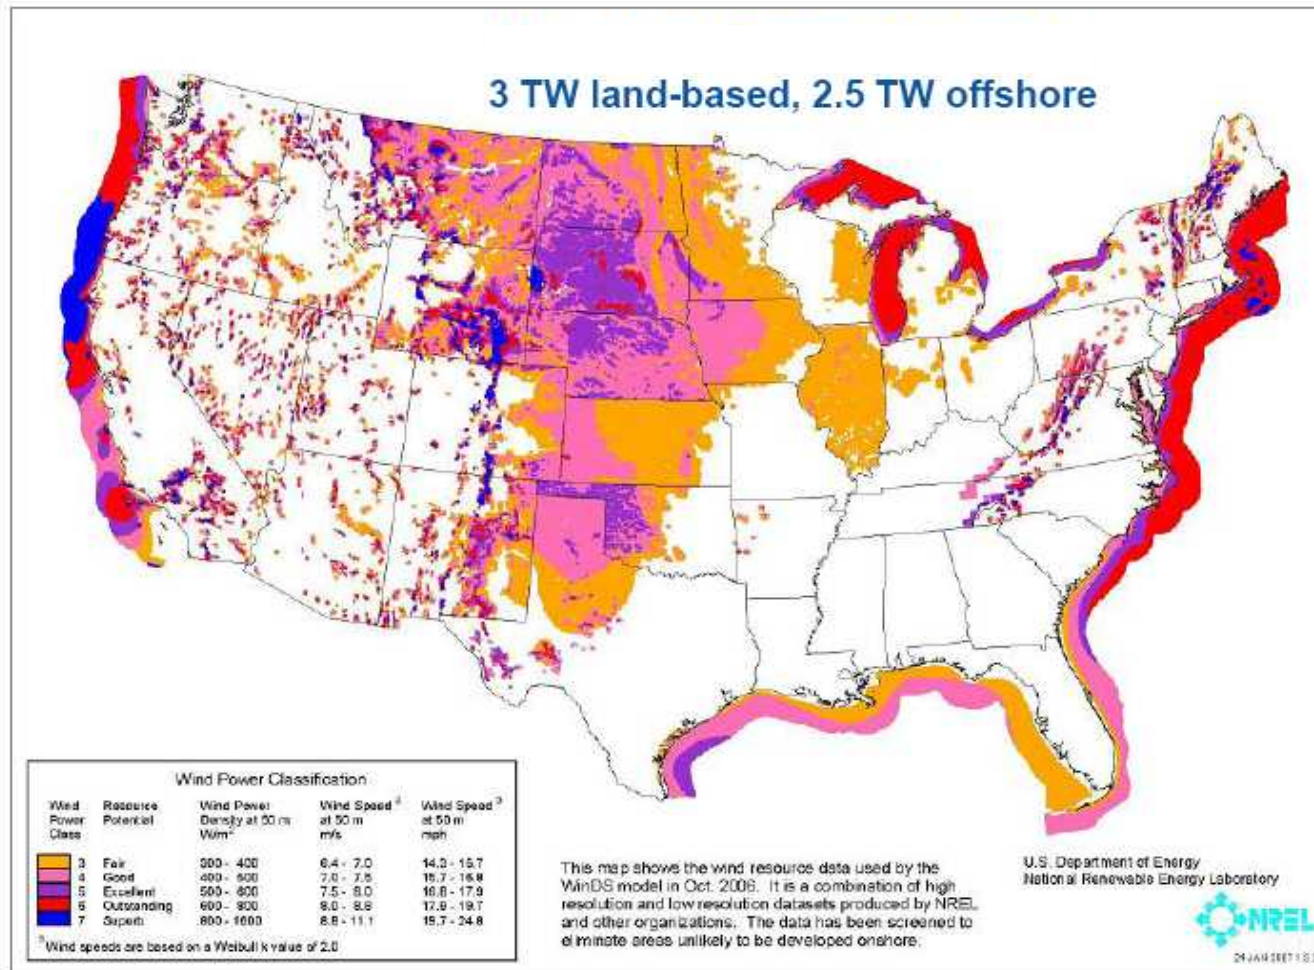 3 TW land-based, 2.5 TW offshore
Wind Power Classification
Wind Power Class
Resource Potential
Wind Power Density at 50 m W/m²
Wind Speed ᵃ at 50 m m/s
Wind Speed ᵃ at 50 m mph
3 Fair 300 - 400 6.4 - 7.0 14.3 - 15.7
4 Good 400 - 500 7.0 - 7.5 15.7 - 16.8
5 Excellent 500 - 600 7.5 - 8.0 16.8 - 17.9
6 Outstanding 600 - 800 8.0 - 8.8 17.9 - 19.7
7 Superb 800 - 1600 8.8 - 11.1 19.7 - 24.8
ᵃ Wind speeds are based on a Weibull k value of 2.0
This map shows the wind resource data used by the
WinDS model in Oct. 2006. It is a combination of high
resolution and low resolution datasets produced by NREL
and other organizations. The data has been screened to
eliminate areas unlikely to be developed onshore.
U.S. Department of Energy
National Renewable Energy Laboratory
NREL